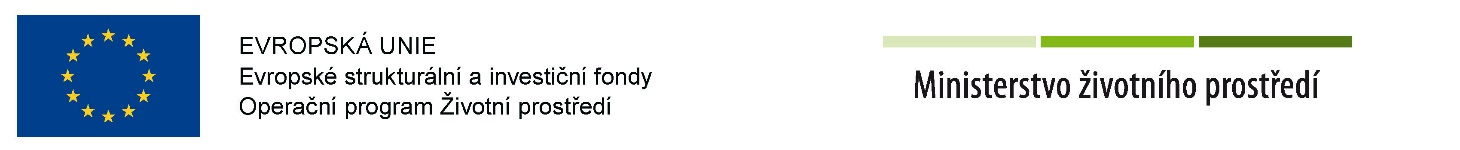 EVROPSKÁ UNIE
Evropské strukturální a investiční fondy
Operační program Životní prostředí
Ministerstvo životního prostředí